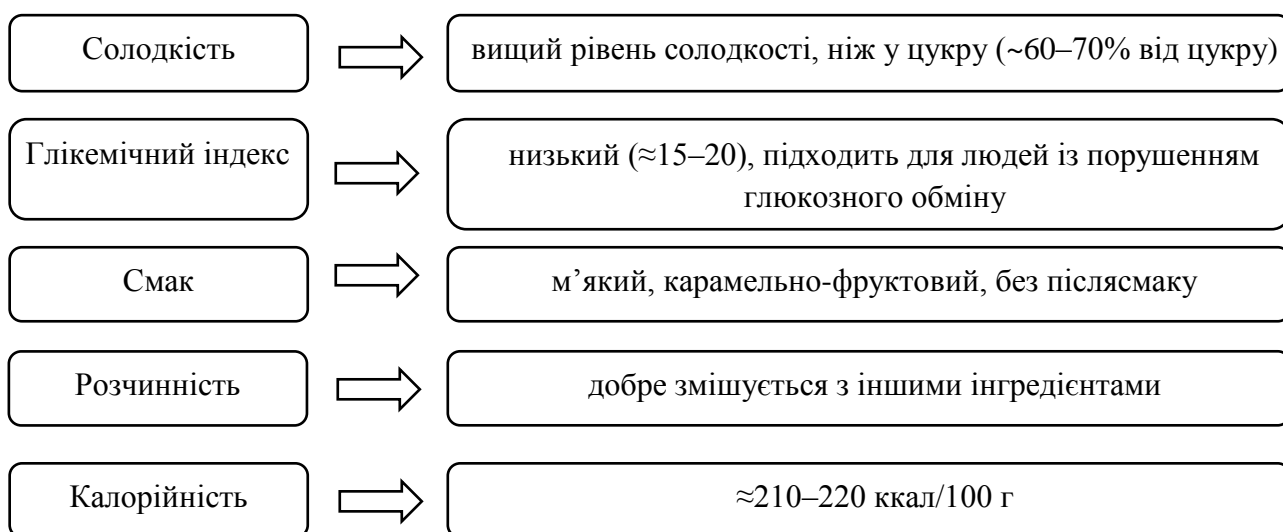 Солодкість
вищий рівень солодкості, ніж у цукру (~60–70% від цукру)
Глікемічний індекс
низький (≈15–20), підходить для людей із порушенням
глюкозного обміну
Смак
м’який, карамельно-фруктовий, без післясмаку
Розчинність
добре змішується з іншими інгредієнтами
Калорійність
≈210–220 ккал/100 г